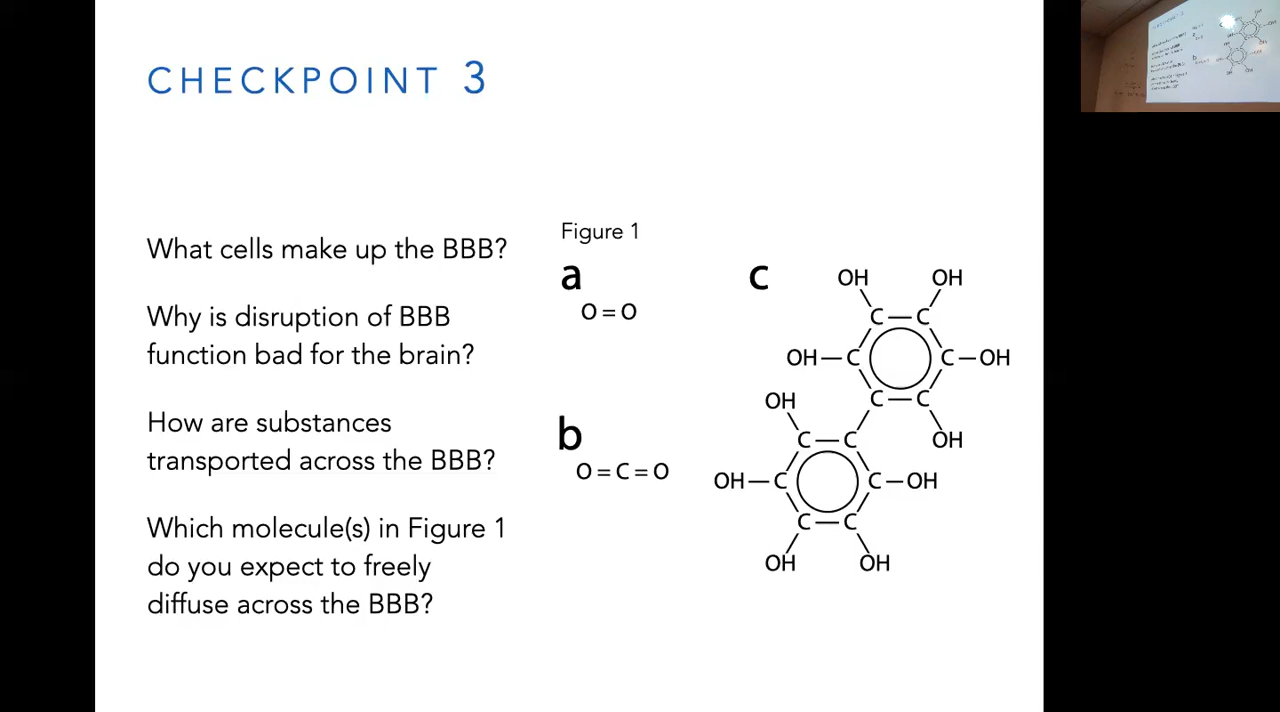 CHECKPOINT 3
What cells make up the BBB?
Why is disruption of BBB
function bad for the brain?
How are substances
transported across the BBB?
Which molecule(s) in Figure 1
do you expect to freely
diffuse across the BBB?
Figure 1
a
O=O
b
O=C=O
c
OH OH
C—C
OH—C C—OH
OH C—C
C—C OH
OH—C C—OH
C—C
OH OH